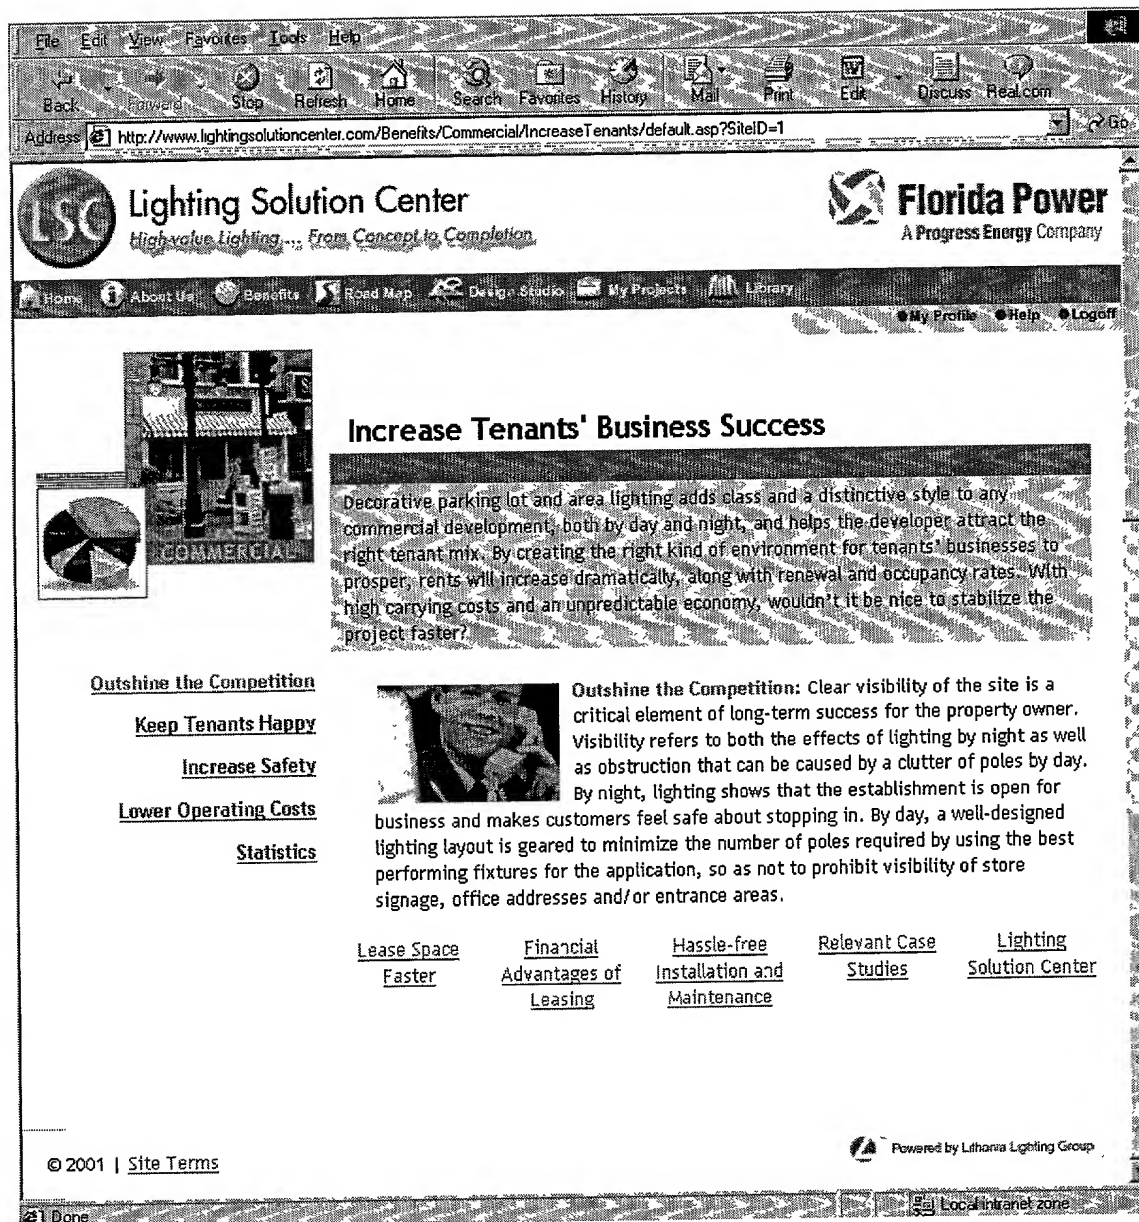 File Edit View Favorites Tools Help
Back Forward Stop Refresh Home Search Favorites History Mail Print Edit Discuss Real.com
Address http://www.lightingsolutioncenter.com/Benefits/Commercial/IncreaseTenants/default.asp?SiteID=1 Go
LSC
Lighting Solution Center
High-value Lighting... From Concept to Completion
Florida Power
A Progress Energy Company
Home About Us Benefits Road Map Design Studio My Projects Library
My Profile Help Logoff
COMMERCIAL
Increase Tenants' Business Success
Decorative parking lot and area lighting adds class and a distinctive style to any
commercial development, both by day and night, and helps the developer attract the
right tenant mix. By creating the right kind of environment for tenants' businesses to
prosper, rents will increase dramatically, along with renewal and occupancy rates. With
high carrying costs and an unpredictable economy, wouldn't it be nice to stabilize the
project faster?
Outshine the Competition
Keep Tenants Happy
Increase Safety
Lower Operating Costs
Statistics
Outshine the Competition: Clear visibility of the site is a
critical element of long-term success for the property owner.
Visibility refers to both the effects of lighting by night as well
as obstruction that can be caused by a clutter of poles by day.
By night, lighting shows that the establishment is open for
business and makes customers feel safe about stopping in. By day, a well-designed
lighting layout is geared to minimize the number of poles required by using the best
performing fixtures for the application, so as not to prohibit visibility of store
signage, office addresses and/or entrance areas.
Lease Space
Faster
Financial
Advantages of
Leasing
Hassle-free
Installation and
Maintenance
Relevant Case
Studies
Lighting
Solution Center
© 2001 | Site Terms
Powered by Lithonia Lighting Group
Done Local intranet zone